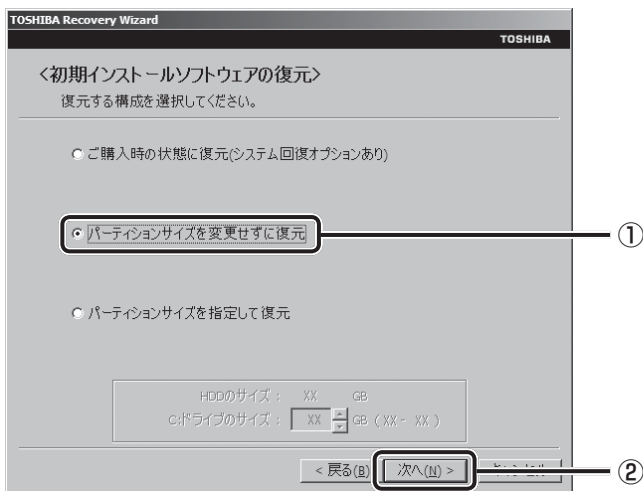 TOSHIBA Recovery Wizard
TOSHIBA
<初期インストールソフトウェアの復元>
復元する構成を選択してください。
ご購入時の状態に復元(システム回復オプションあり)
パーティションサイズを変更せずに復元
①
パーティションサイズを指定して復元
HDDのサイズ： XX GB
C:ドライブのサイズ： XX GB ( XX - XX )
< 戻る(B) 次へ(N) >
②